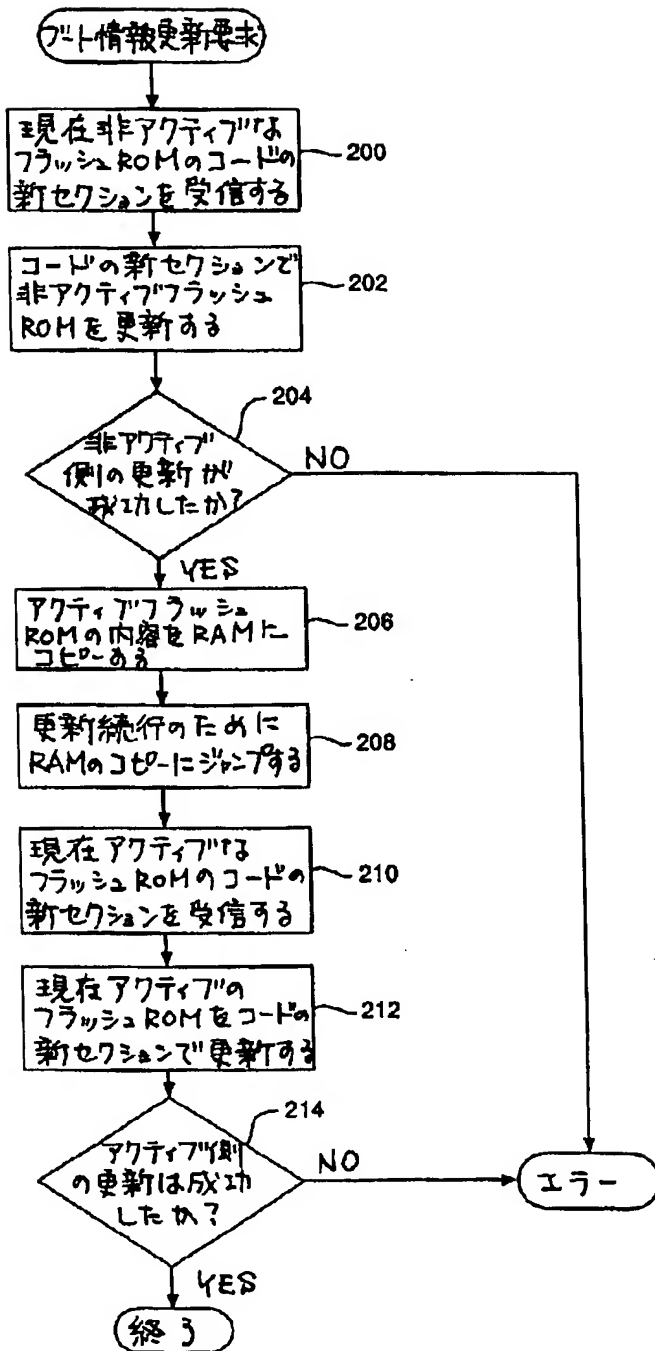 ブート情報更新要求
現在非アクティブな
フラッシュROMのコードの
新セクションを受信する
200
コードの新セクションで
非アクティブフラッシュ
ROMを更新する
202
204
非アクティブ
側の更新が
成功したか?
NO
YES
アクティブフラッシュ
ROMの内容をRAMに
コピーする
206
更新続行のために
RAMのコピーにジャンプする
208
現在アクティブな
フラッシュROMのコードの
新セクションを受信する
210
現在アクティブの
フラッシュROMをコードの
新セクションで更新する
212
214
アクティブ側
の更新は成功
したか?
NO
エラー
YES
終了